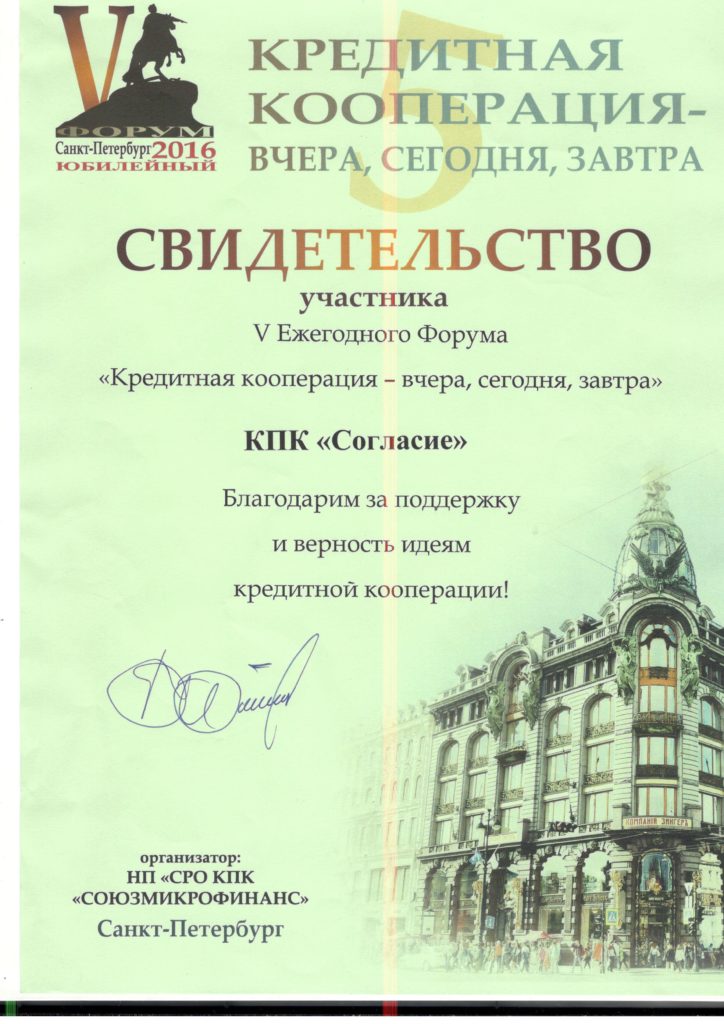 V
ФОРУМ
Санкт-Петербург 2016
ЮБИЛЕЙНЫЙ
5
КРЕДИТНАЯ
КООПЕРАЦИЯ-
ВЧЕРА, СЕГОДНЯ, ЗАВТРА
СВИДЕТЕЛЬСТВО
участника
V Ежегодного Форума
«Кредитная кооперация – вчера, сегодня, завтра»
КПК «Согласие»
Благодарим за поддержку
и верность идеям
кредитной кооперации!
КОМПАНІЯ ЗИНГЕРЪ
организатор:
НП «СРО КПК
«СОЮЗМИКРОФИНАНС»
Санкт-Петербург